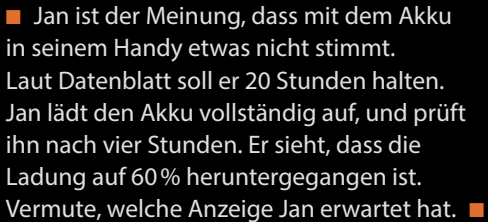 ■ Jan ist der Meinung, dass mit dem Akku
in seinem Handy etwas nicht stimmt.
Laut Datenblatt soll er 20 Stunden halten.
Jan lädt den Akku vollständig auf, und prüft
ihn nach vier Stunden. Er sieht, dass die
Ladung auf 60 % heruntergegangen ist.
Vermute, welche Anzeige Jan erwartet hat. ■